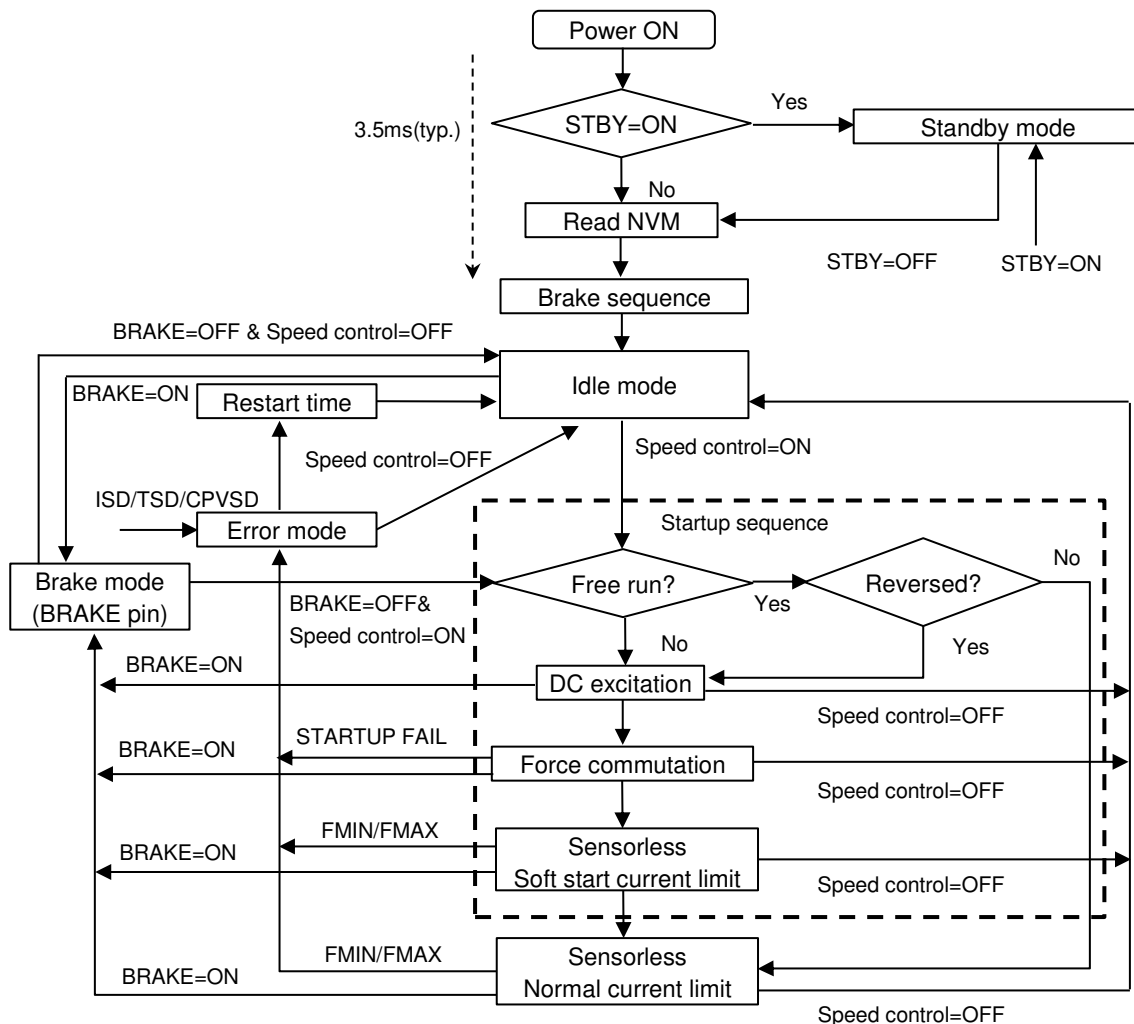 Power ON
Yes
STBY=ON
Standby mode
3.5ms(typ.)
No
Read NVM
STBY=OFF
STBY=ON
Brake sequence
BRAKE=OFF & Speed control=OFF
Idle mode
BRAKE=ON
Restart time
Speed control=OFF
Speed control=ON
ISD/TSD/CPVSD
Error mode
Startup sequence
No
Free run?
Reversed?
Brake mode
(BRAKE pin)
Yes
BRAKE=OFF&
Speed control=ON
No
Yes
BRAKE=ON
DC excitation
Speed control=OFF
STARTUP FAIL
BRAKE=ON
Force commutation
Speed control=OFF
FMIN/FMAX
BRAKE=ON
Sensorless
Soft start current limit
Speed control=OFF
FMIN/FMAX
BRAKE=ON
Sensorless
Normal current limit
Speed control=OFF